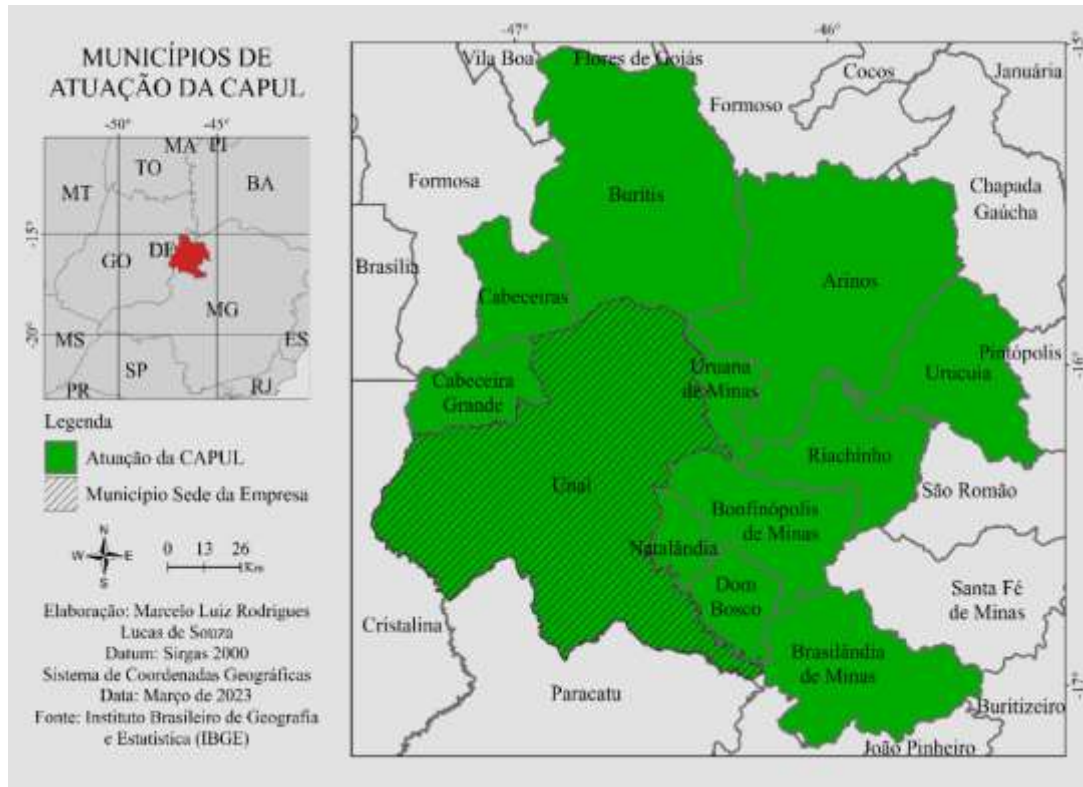 MUNICÍPIOS DE
ATUAÇÃO DA CAPUL
-50°
-45°
MA
PI
TO
MT
BA
-15°
DF
GO
MG
-20°
MS
ES
SP
PR
RJ
Legenda
Atuação da CAPUL
Município Sede da Empresa
N
W
E
S
0 13 26
Km
Elaboração: Marcelo Luiz Rodrigues
Lucas de Souza
Datum: Sirgas 2000
Sistema de Coordenadas Geográficas
Data: Março de 2023
Fonte: Instituto Brasileiro de Geografia
e Estatística (IBGE)
-47°
-46°
-15°
Vila Boa
Flores de Goiás
Cocos
Januária
Formoso
Formosa
Buritis
Chapada
Gaúcha
Brasília
Cabeceiras
Arinos
Pintópolis
-16°
Uruana
de Minas
Urucuia
Cabeceira
Grande
Riachinho
Unaí
São Romão
Bonfinópolis
de Minas
Natalândia
Dom
Bosco
Santa Fé
de Minas
Cristalina
Brasilândia
de Minas
Paracatu
-17°
Buritizeiro
João Pinheiro